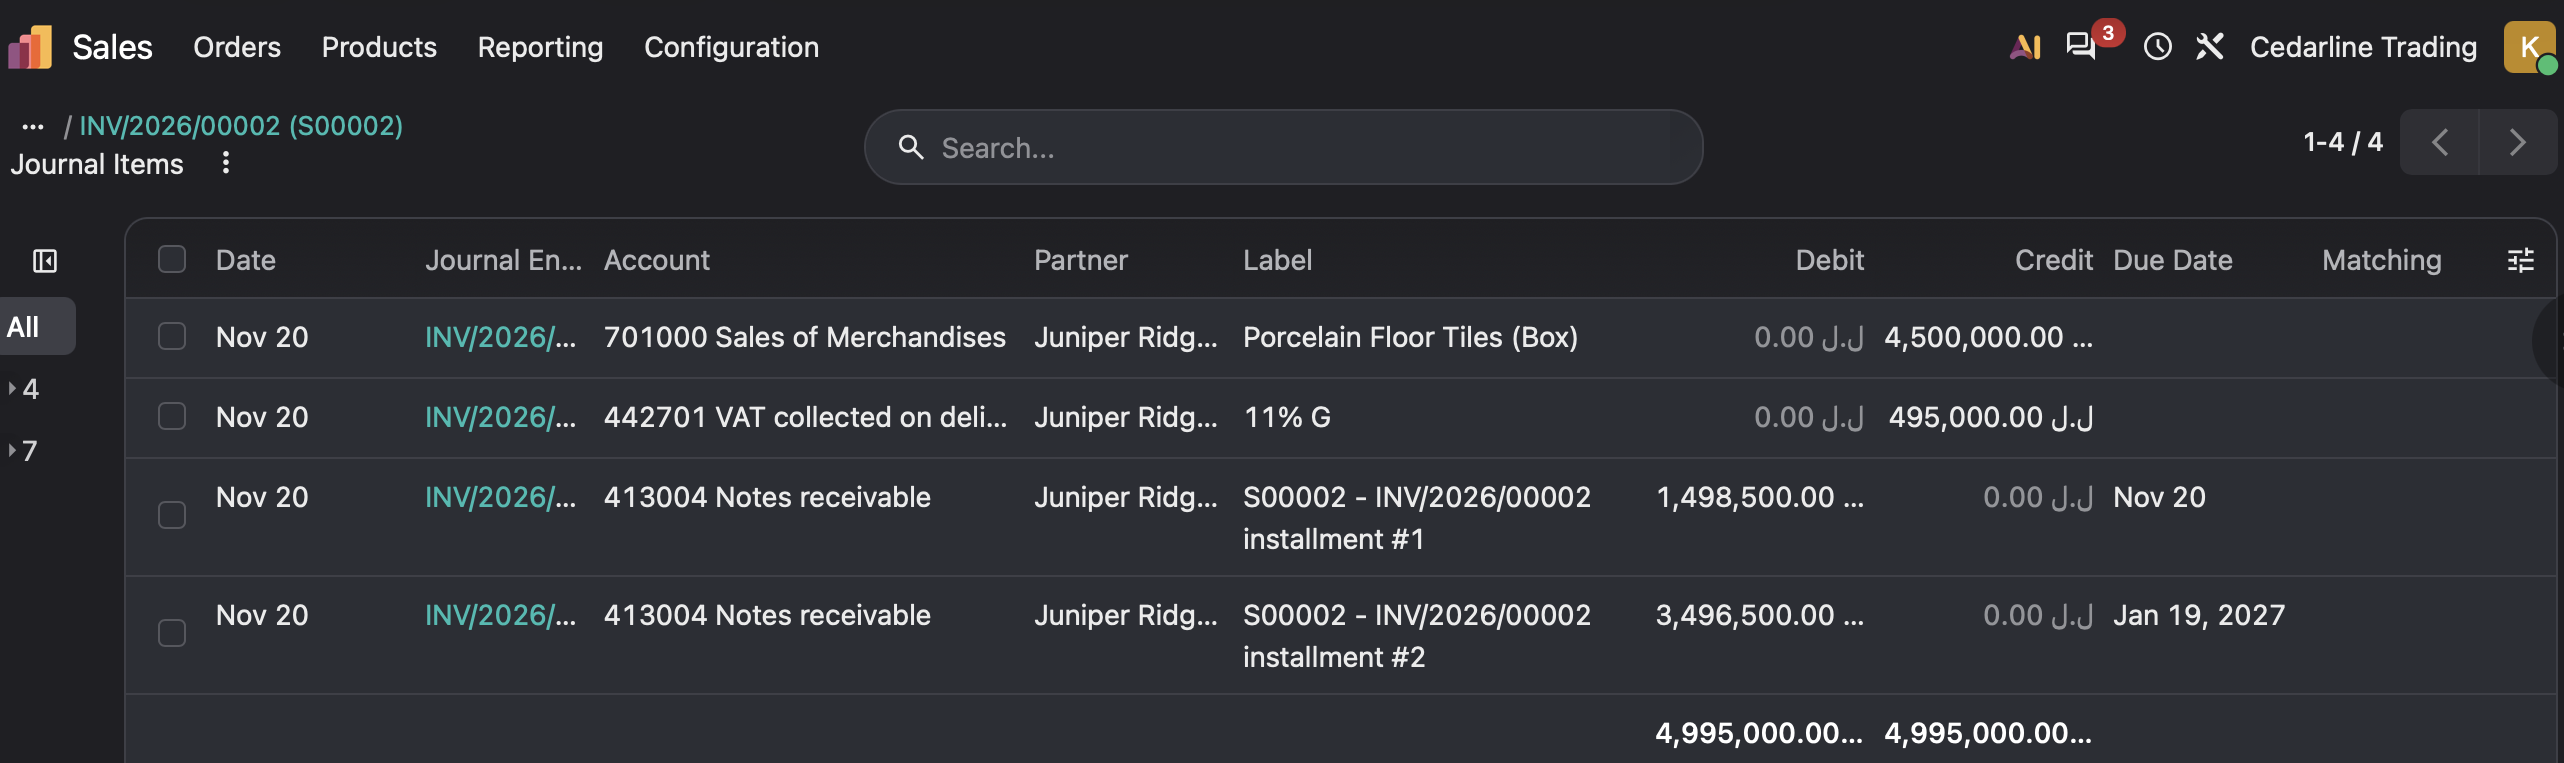 Sales Orders Products Reporting Configuration AI 3 Cedarline Trading K
... / INV/2026/00002 (S00002)
Journal Items
Search...
1-4 / 4
Date Journal En... Account Partner Label Debit Credit Due Date Matching
All
4
7
Nov 20 INV/2026/... 701000 Sales of Merchandises Juniper Ridg... Porcelain Floor Tiles (Box) 0.00 ل.ل 4,500,000.00 ...
Nov 20 INV/2026/... 442701 VAT collected on deli... Juniper Ridg... 11% G 0.00 ل.ل 495,000.00 ل.ل
Nov 20 INV/2026/... 413004 Notes receivable Juniper Ridg... S00002 - INV/2026/00002 1,498,500.00 ... 0.00 ل.ل Nov 20
installment #1
Nov 20 INV/2026/... 413004 Notes receivable Juniper Ridg... S00002 - INV/2026/00002 3,496,500.00 ... 0.00 ل.ل Jan 19, 2027
installment #2
4,995,000.00... 4,995,000.00...